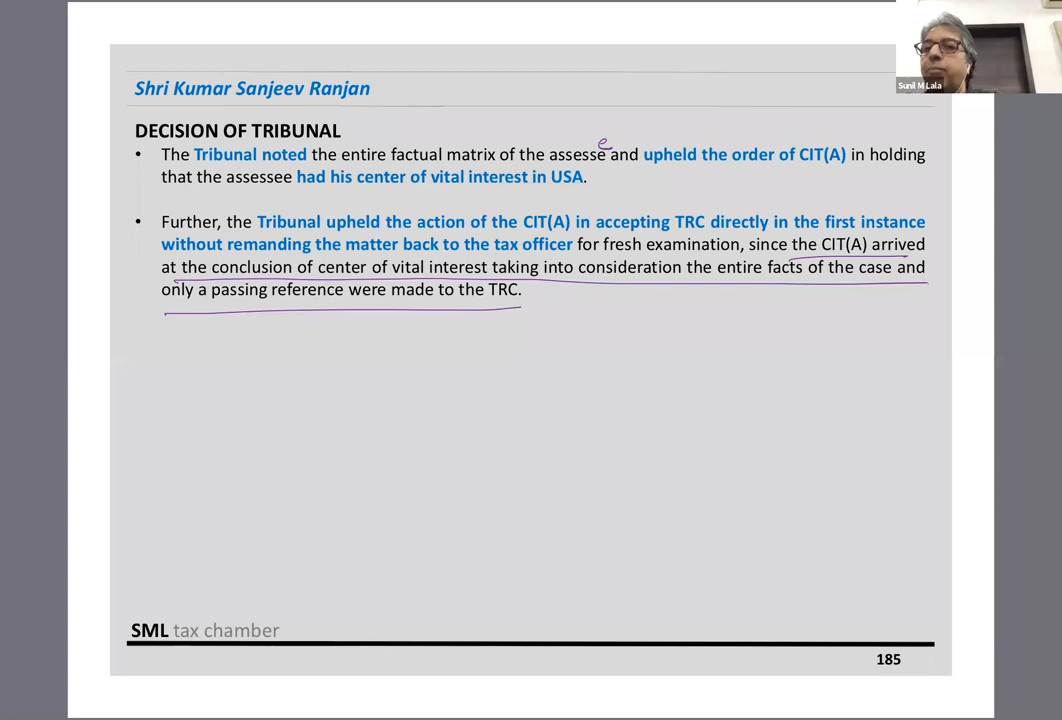 Sunil M Lala
Shri Kumar Sanjeev Ranjan
DECISION OF TRIBUNAL
• The Tribunal noted the entire factual matrix of the assesse and upheld the order of CIT(A) in holding
that the assessee had his center of vital interest in USA.
e
• Further, the Tribunal upheld the action of the CIT(A) in accepting TRC directly in the first instance
without remanding the matter back to the tax officer for fresh examination, since the CIT(A) arrived
at the conclusion of center of vital interest taking into consideration the entire facts of the case and
only a passing reference were made to the TRC.
SML tax chamber
185